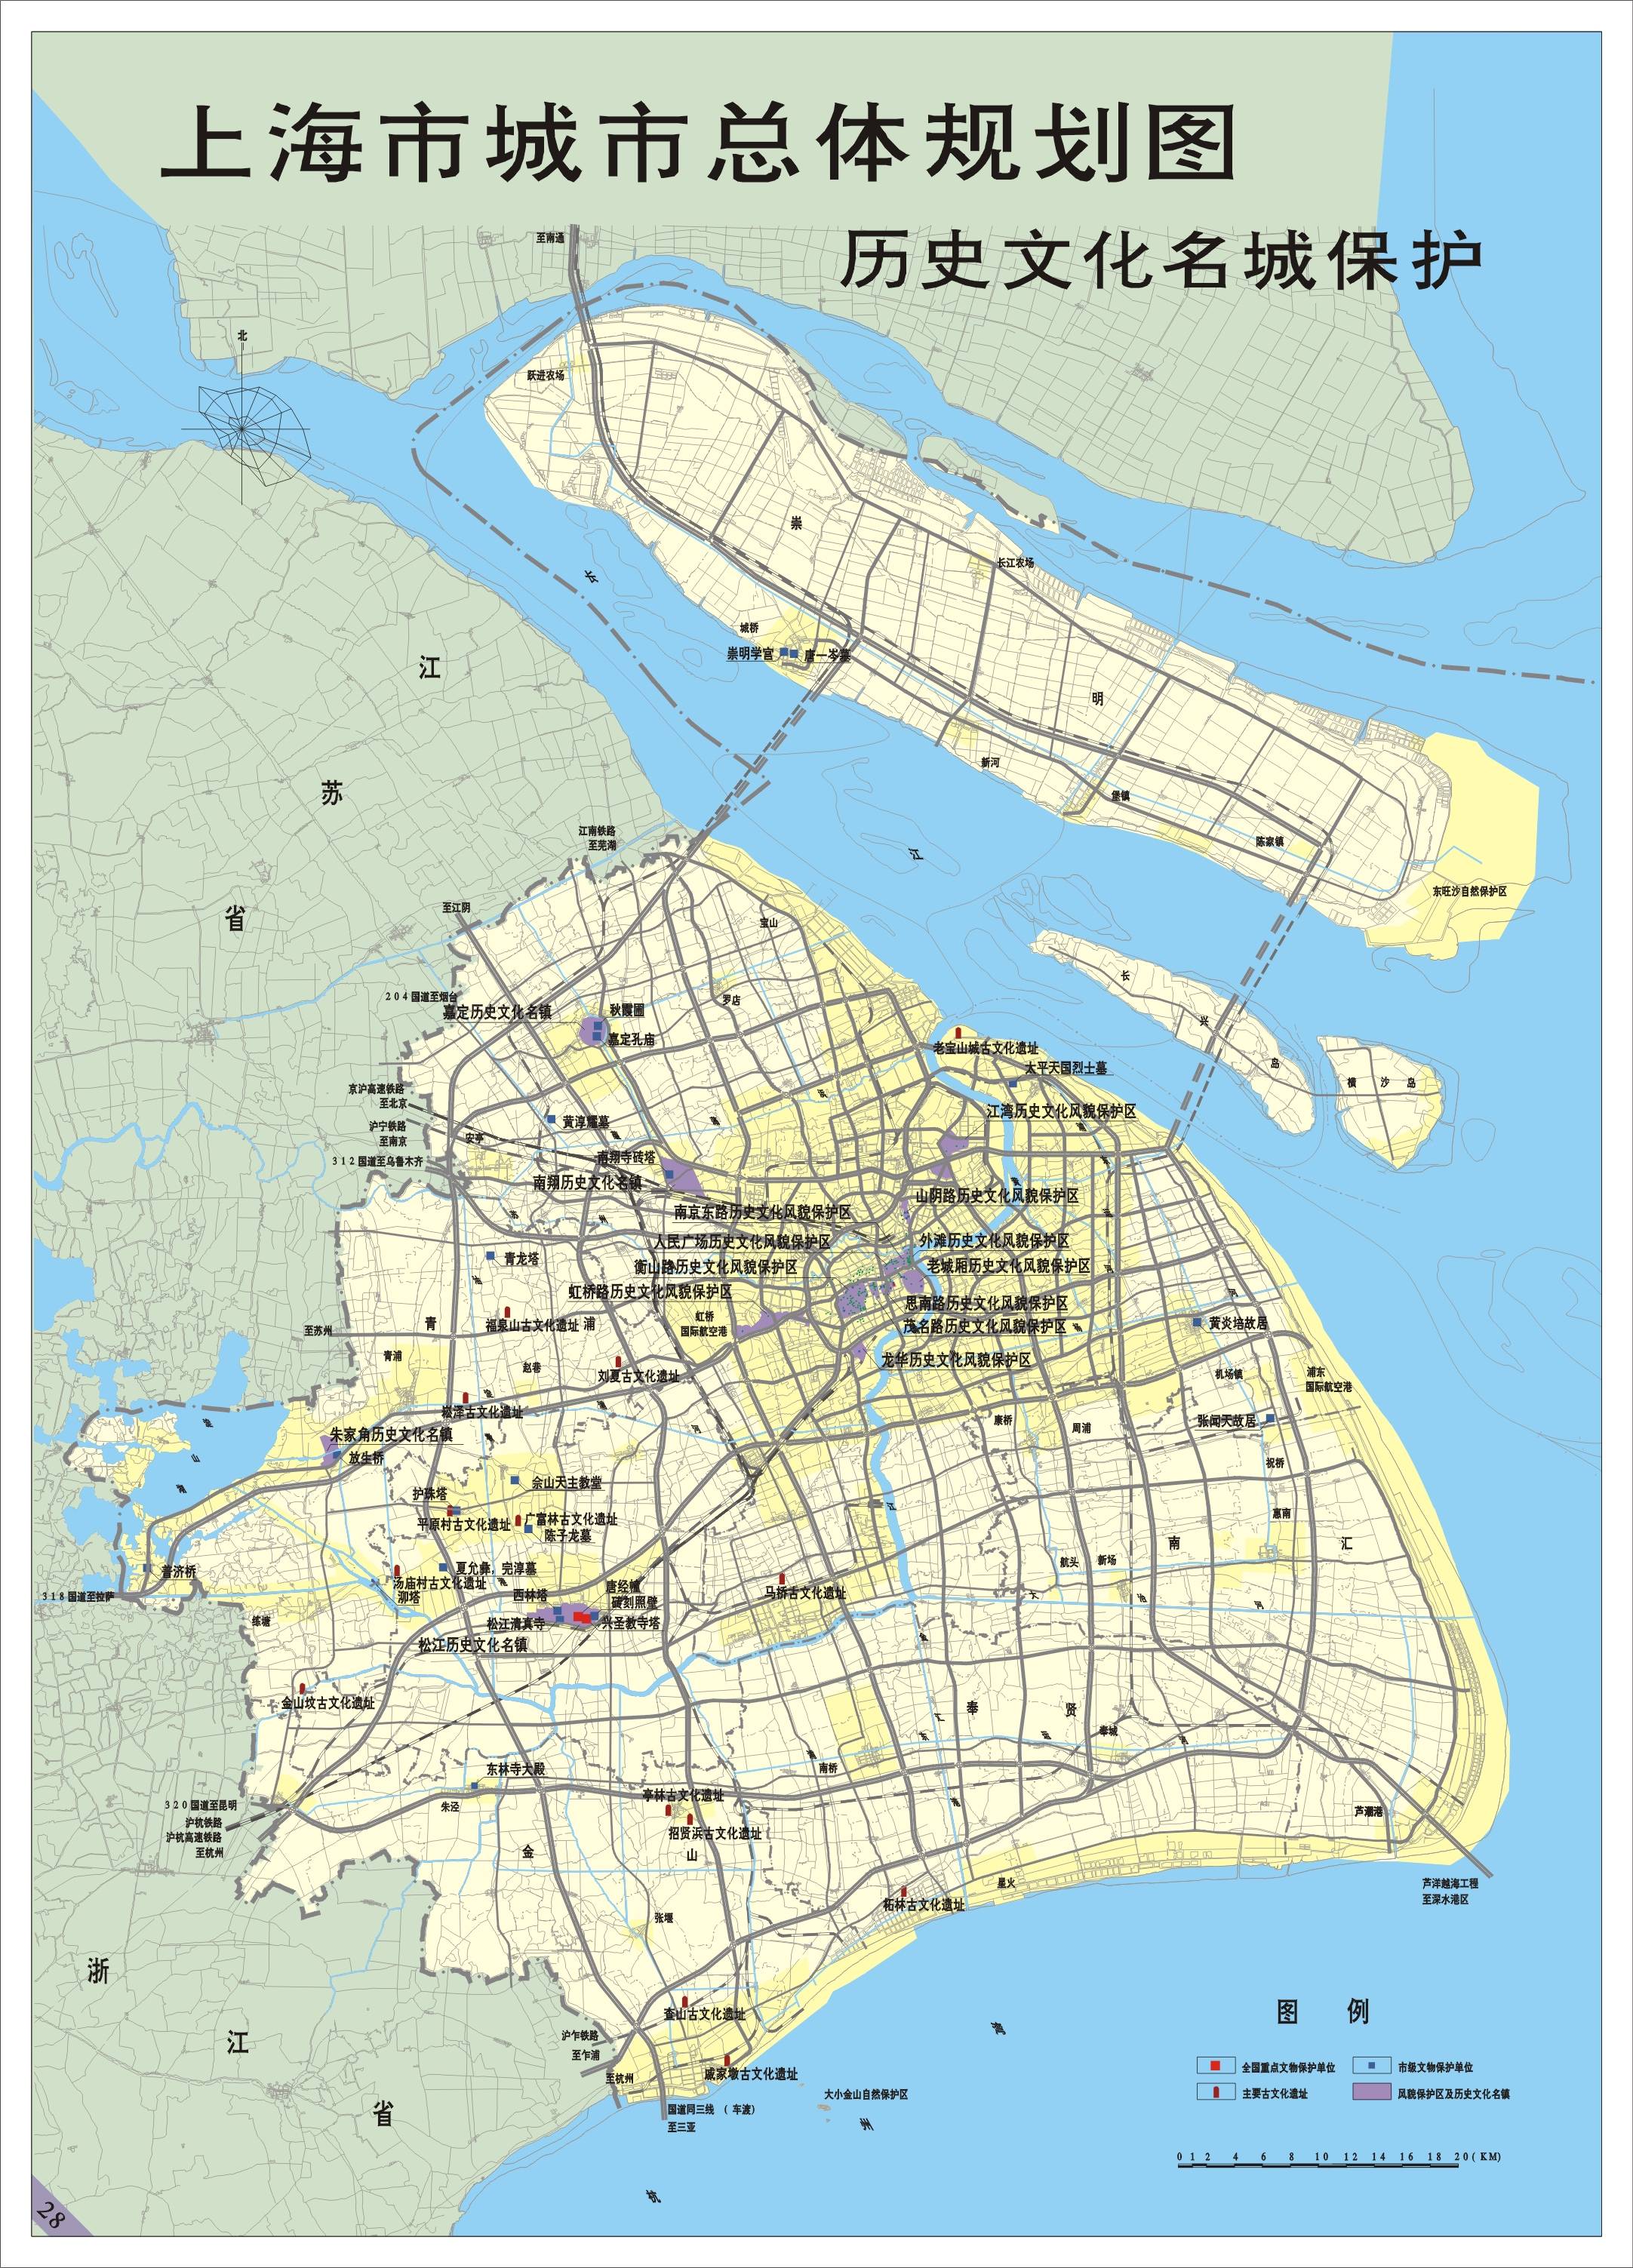 上海市城市总体规划图
历史文化名城保护
至南通
北
跃进农场
崇
长江农场
长
城桥
崇明学宫
唐一岑墓
江
明
苏
新河
堡镇
江南铁路
至芜湖
陈家镇
江
东旺沙自然保护区
省
至江阴
宝山
长
204国道至烟台
罗店
嘉定历史文化名镇
秋霞圃
兴
嘉定孔庙
老宝山城古文化遗址
岛
太平天国烈士墓
横沙岛
京沪高速铁路
至北京
江湾历史文化风貌保护区
黄淳耀墓
沪宁铁路
至南京
安亭
312国道至乌鲁木齐
南翔寺砖塔
南翔历史文化名镇
山阴路历史文化风貌保护区
南京东路历史文化风貌保护区
人民广场历史文化风貌保护区
外滩历史文化风貌保护区
青龙塔
衡山路历史文化风貌保护区
老城厢历史文化风貌保护区
虹桥路历史文化风貌保护区
思南路历史文化风貌保护区
福泉山古文化遗址
青
浦
虹桥
国际航空港
茂名路历史文化风貌保护区
黄炎培故居
至苏州
青浦
赵巷
刘夏古文化遗址
龙华历史文化风貌保护区
机场镇
浦东
国际航空港
崧泽古文化遗址
朱家角历史文化名镇
放生桥
康桥
周浦
张闻天故居
祝桥
佘山天主教堂
护珠塔
平原村古文化遗址
广富林古文化遗址
陈子龙墓
惠南
南
汇
普济桥
夏允彝，完淳墓
汤庙村古文化遗址
泖塔
航头
新场
318国道至拉萨
西林塔
唐经幢
砖刻照壁
马桥古文化遗址
练塘
松江清真寺
兴圣教寺塔
松江历史文化名镇
金山坟古文化遗址
奉
贤
奉城
东林寺大殿
南桥
亭林古文化遗址
朱泾
320国道至昆明
沪杭铁路
沪杭高速铁路
至杭州
招贤浜古文化遗址
芦潮港
金
山
星火
芦洋越海工程
至深水港区
柘林古文化遗址
张堰
浙
查山古文化遗址
江
沪乍铁路
至乍浦
湾
戚家墩古文化遗址
至杭州
大小金山自然保护区
国道同三线（车渡）
至三亚
省
州
杭
图例
全国重点文物保护单位
市级文物保护单位
主要古文化遗址
风貌保护区及历史文化名镇
0 1 2 4 6 8 10 12 14 16 18 20(KM)
28